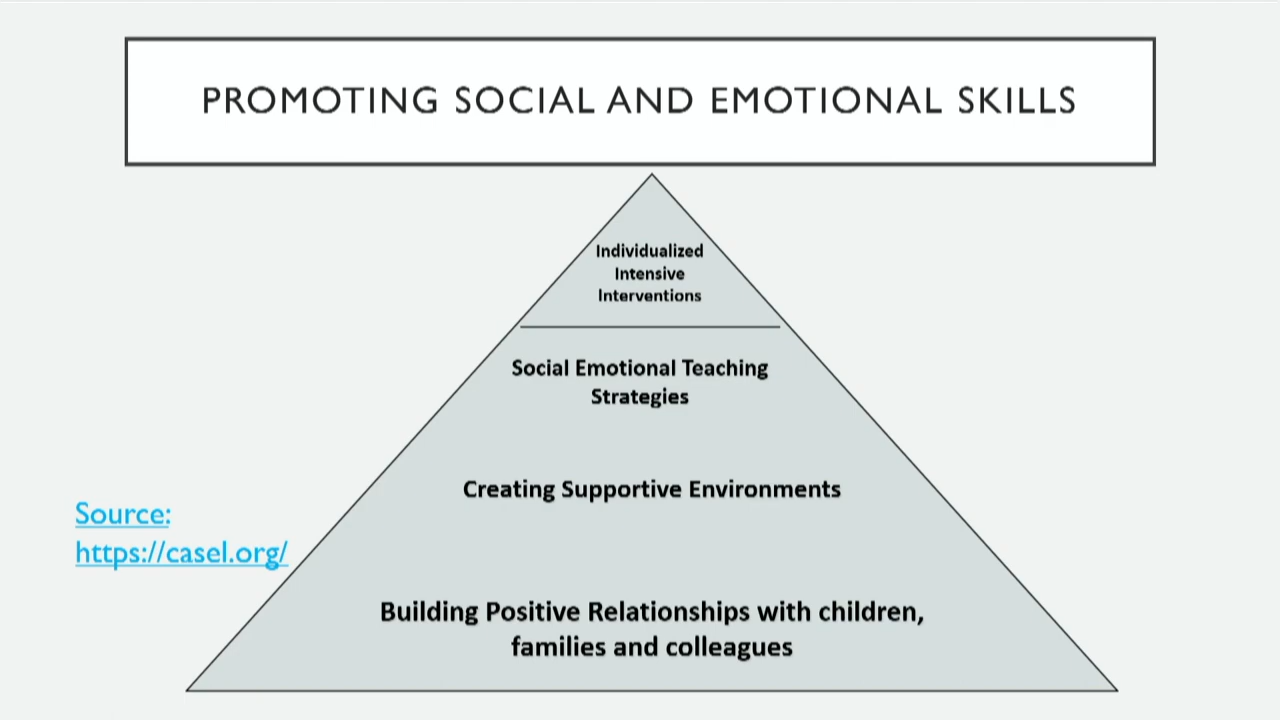 PROMOTING SOCIAL AND EMOTIONAL SKILLS
Individualized
Intensive
Interventions
Social Emotional Teaching
Strategies
Creating Supportive Environments
Source:
https://casel.org/
Building Positive Relationships with children,
families and colleagues